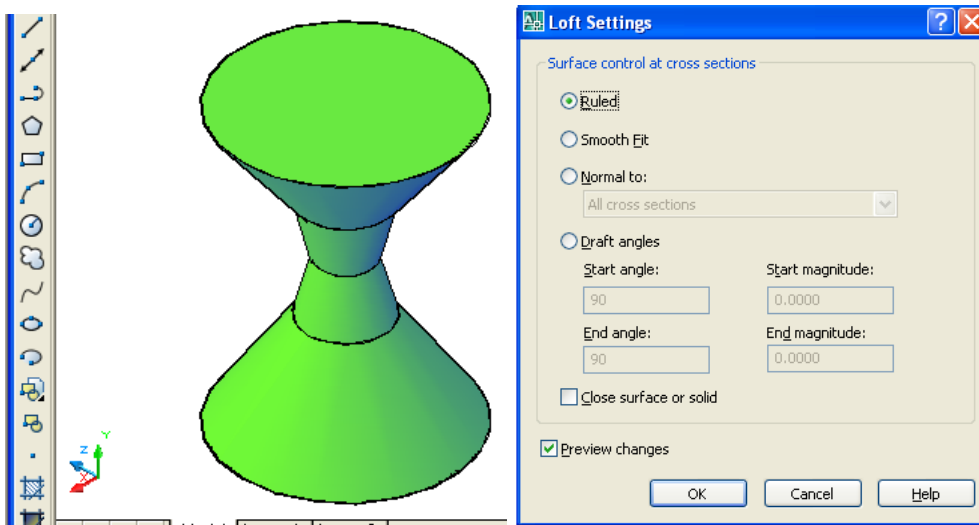 Loft Settings
Surface control at cross sections
Ruled
Smooth Fit
Normal to:
All cross sections
Draft angles
Start angle: Start magnitude:
90 0.0000
End angle: End magnitude:
90 0.0000
Close surface or solid
Preview changes
OK Cancel Help
Z Y
X